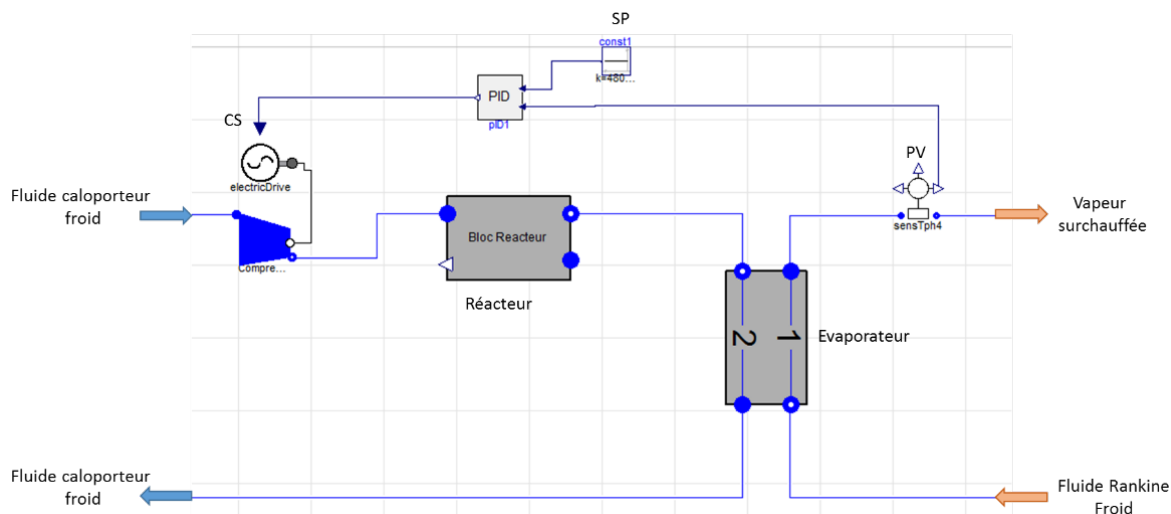 SP
const1
k=480...
PID
pID1
CS
PV
electricDrive
Fluide caloporteur
froid
Vapeur
surchauffée
sensTph4
Bloc Reacteur
Compre...
Réacteur
2
1
Evaporateur
Fluide caloporteur
froid
Fluide Rankine
Froid